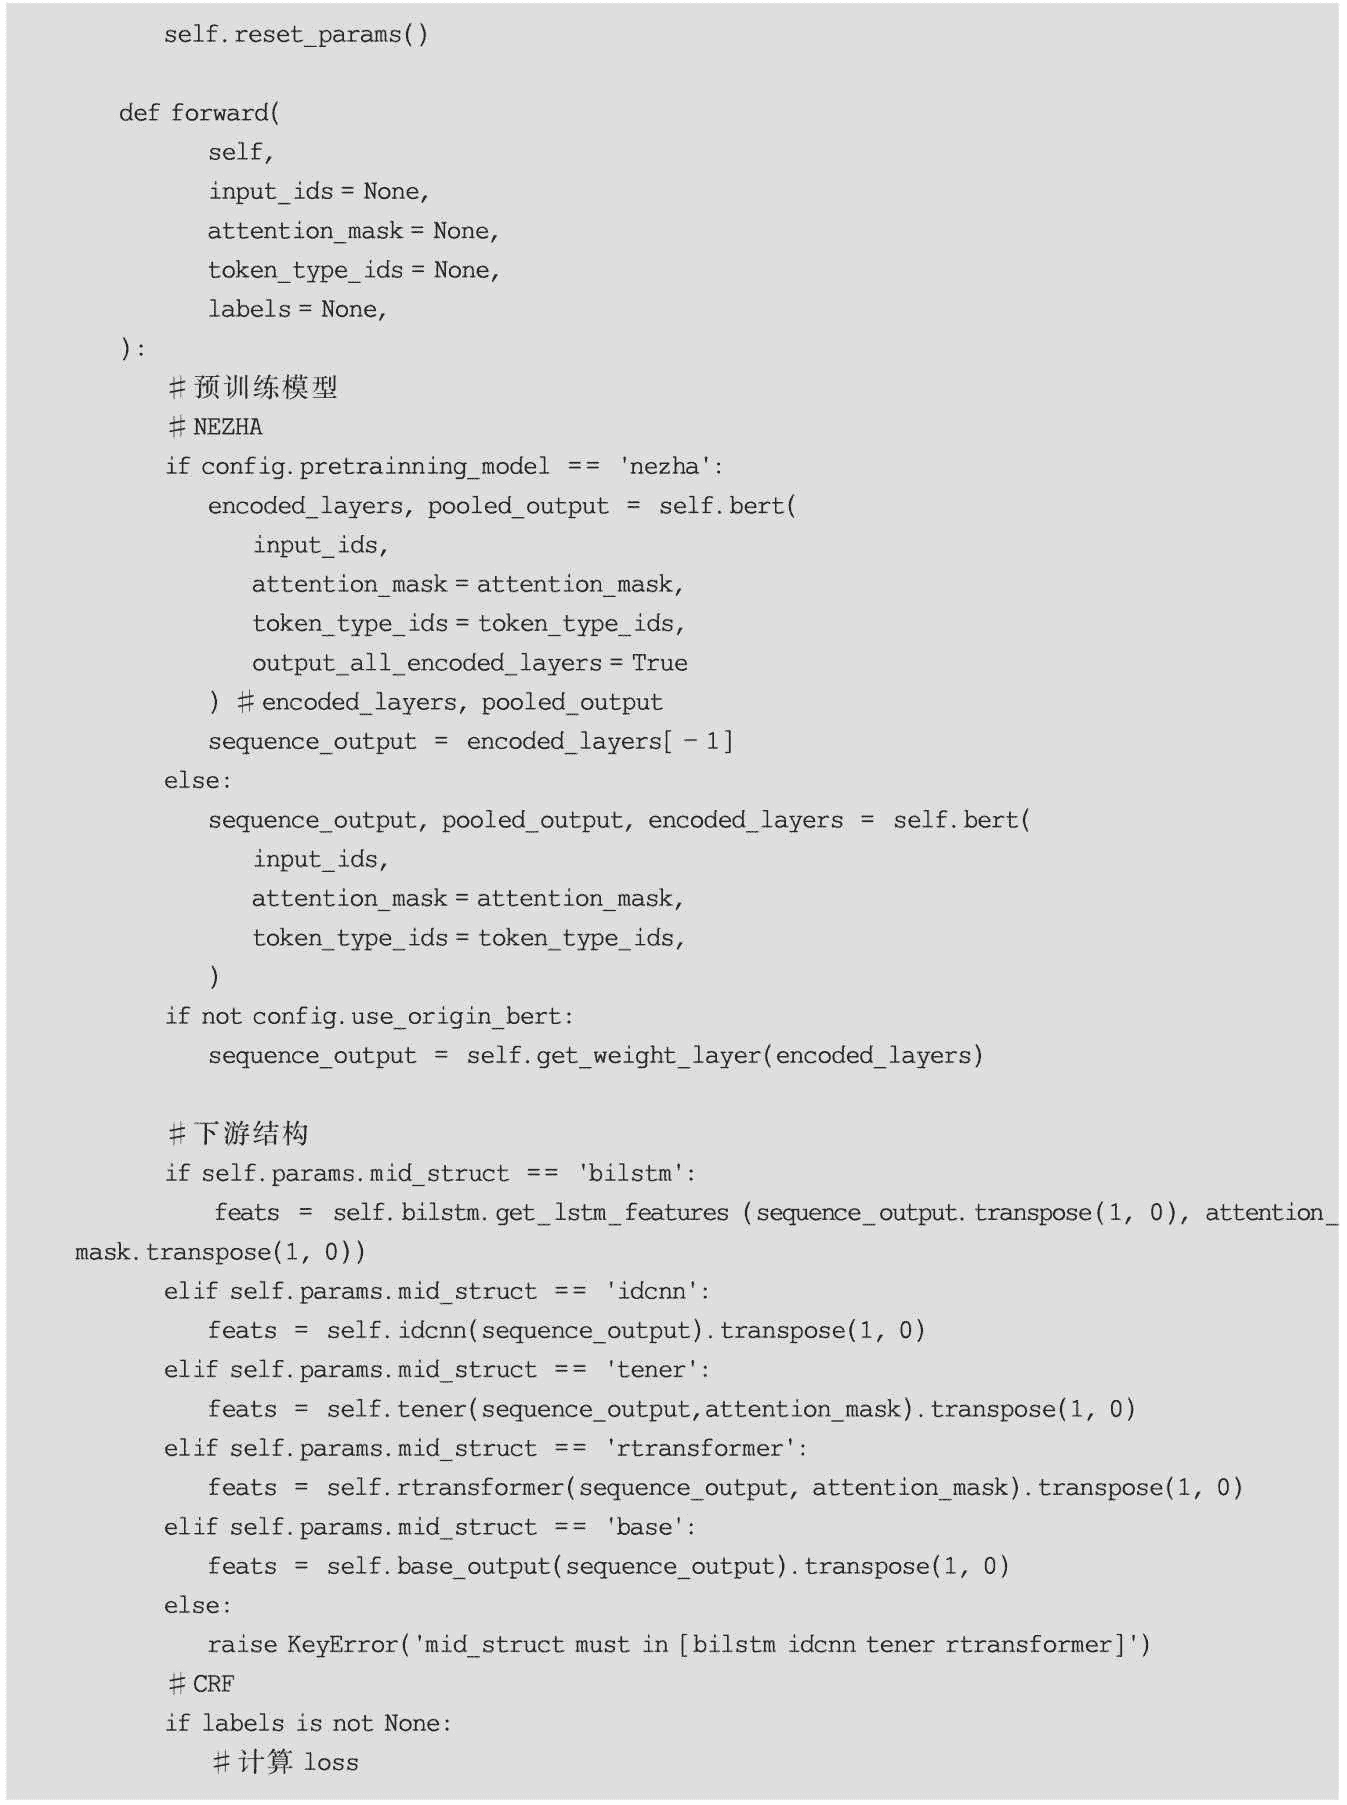 self.reset_params()
def forward(
self,
input_ids = None,
attention_mask = None,
token_type_ids = None,
labels = None,
):
#预训练模型
#NEZHA
if config.pretrainning_model == 'nezha':
encoded_layers, pooled_output = self.bert(
input_ids,
attention_mask = attention_mask,
token_type_ids = token_type_ids,
output_all_encoded_layers = True
) #encoded_layers, pooled_output
sequence_output = encoded_layers[-1]
else:
sequence_output, pooled_output, encoded_layers = self.bert(
input_ids,
attention_mask = attention_mask,
token_type_ids = token_type_ids,
)
if not config.use_origin_bert:
sequence_output = self.get_weight_layer(encoded_layers)
#下游结构
if self.params.mid_struct == 'bilstm':
feats = self.bilstm.get_lstm_features (sequence_output.transpose(1, 0), attention_
mask.transpose(1, 0))
elif self.params.mid_struct == 'idcnn':
feats = self.idcnn(sequence_output).transpose(1, 0)
elif self.params.mid_struct == 'tener':
feats = self.tener(sequence_output,attention_mask).transpose(1, 0)
elif self.params.mid_struct == 'rtransformer':
feats = self.rtransformer(sequence_output, attention_mask).transpose(1, 0)
elif self.params.mid_struct == 'base':
feats = self.base_output(sequence_output).transpose(1, 0)
else:
raise KeyError('mid_struct must in [bilstm idcnn tener rtransformer]')
#CRF
if labels is not None:
#计算 loss